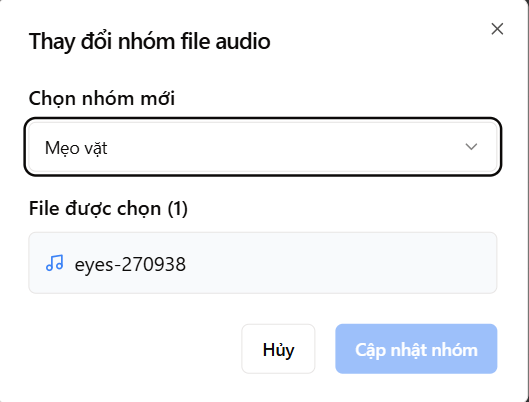 Thay đổi nhóm file audio
Chọn nhóm mới
Mẹo vặt
File được chọn (1)
eyes-270938
Hủy
Cập nhật nhóm